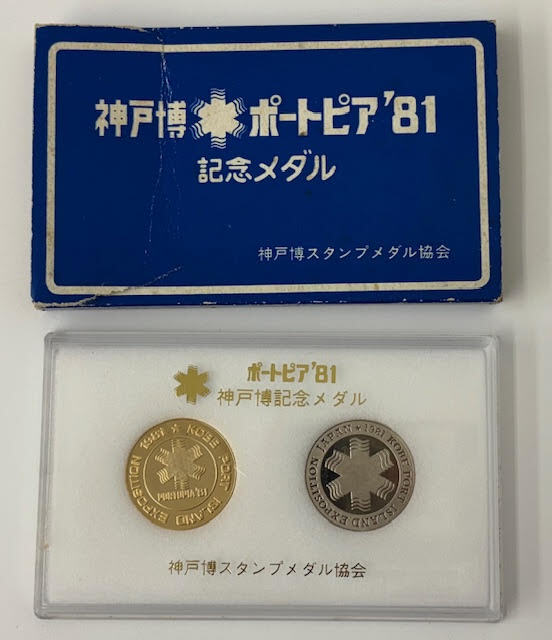 神戸博 ポートピア'81
記念メダル
神戸博スタンプメダル協会
ポートピア'81
神戸博記念メダル
KOBE PORT ISLAND EXPOSITION 1981 ★
PORTOPIA'81
1981 KOBE PORT ISLAND EXPOSITION JAPAN ★
神戸博スタンプメダル協会